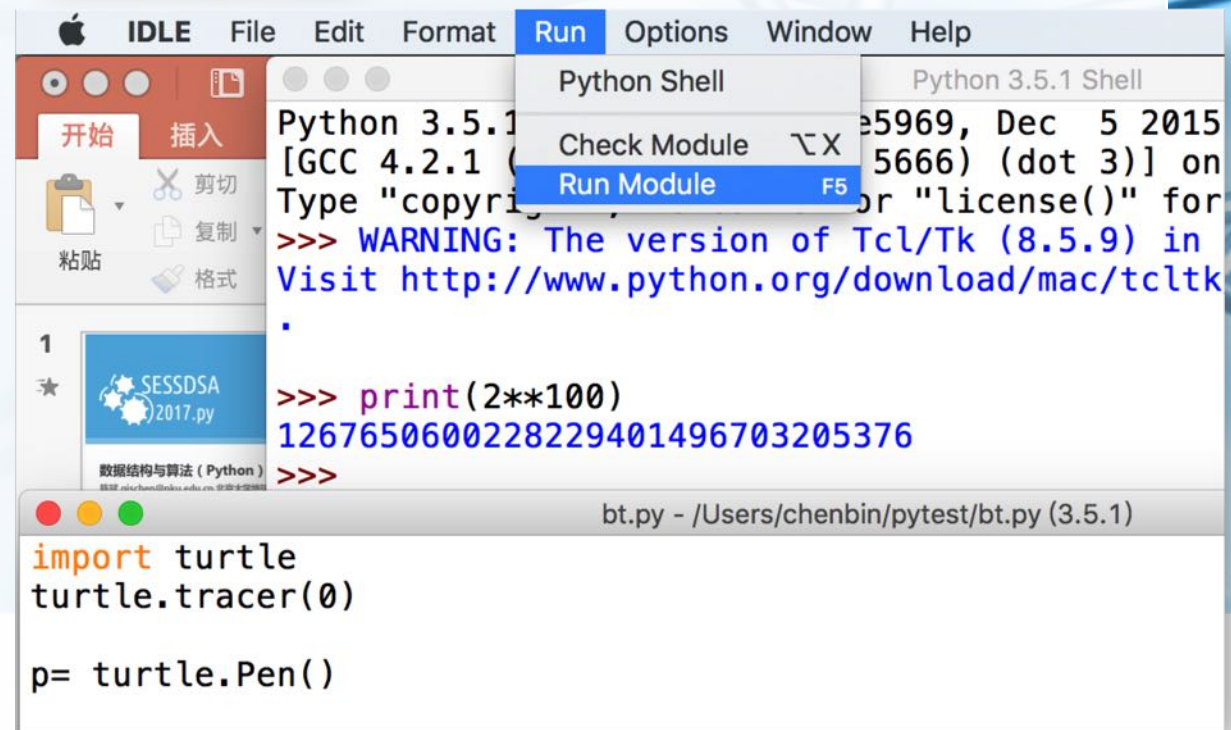 IDLE File Edit Format Run Options Window Help
Python Shell
Check Module ⌥X
Run Module F5
Python 3.5.1 Shell
开始 插入
剪切
复制
粘贴
格式
Python 3.5.1 e5969, Dec 5 2015
[GCC 4.2.1 ( 5666) (dot 3)] on
Type "copyrig or "license()" for
>>> WARNING: The version of Tcl/Tk (8.5.9) in
Visit http://www.python.org/download/mac/tcltk
.
>>> print(2**100)
1267650600228229401496703205376
>>>
1
SESSDSA
2017.py
数据结构与算法（Python）
bt.py - /Users/chenbin/pytest/bt.py (3.5.1)
import turtle
turtle.tracer(0)
p= turtle.Pen()